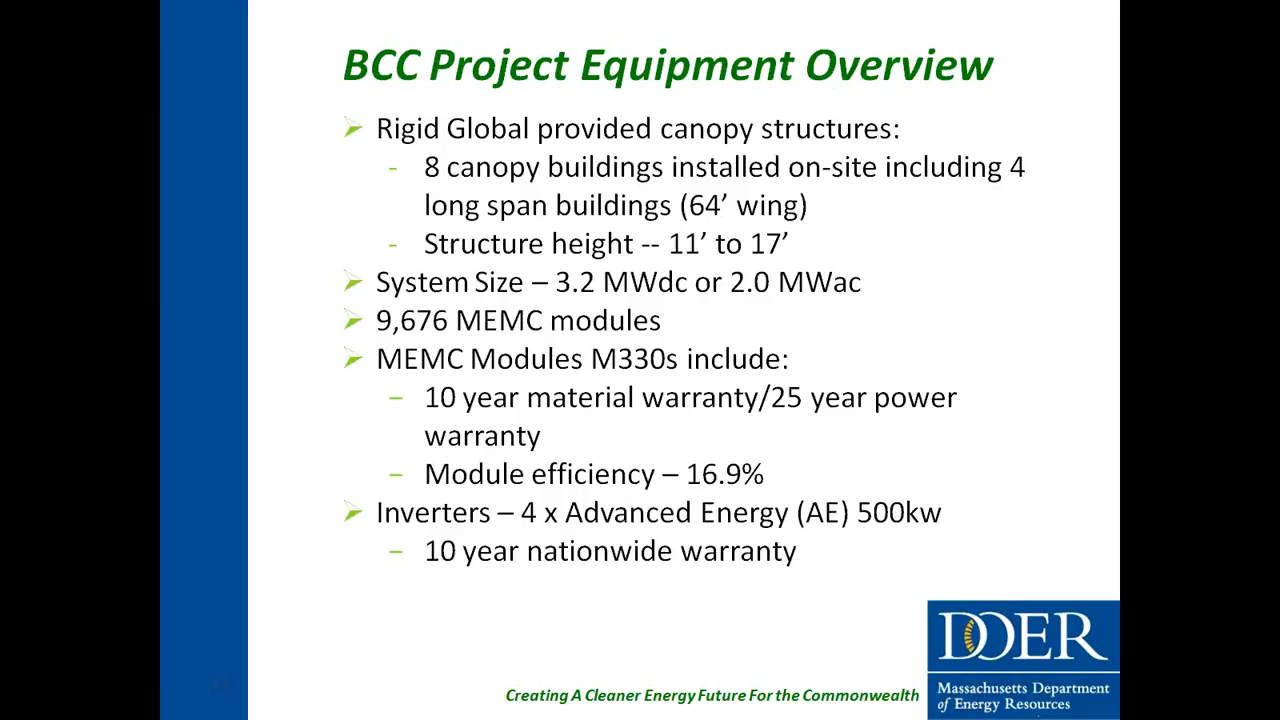 BCC Project Equipment Overview
Rigid Global provided canopy structures:
- 8 canopy buildings installed on-site including 4
long span buildings (64’ wing)
- Structure height -- 11’ to 17’
System Size – 3.2 MWdc or 2.0 MWac
9,676 MEMC modules
MEMC Modules M330s include:
– 10 year material warranty/25 year power
warranty
– Module efficiency – 16.9%
Inverters – 4 x Advanced Energy (AE) 500kw
– 10 year nationwide warranty
Creating A Cleaner Energy Future For the Commonwealth
DOER
Massachusetts Department
of Energy Resources